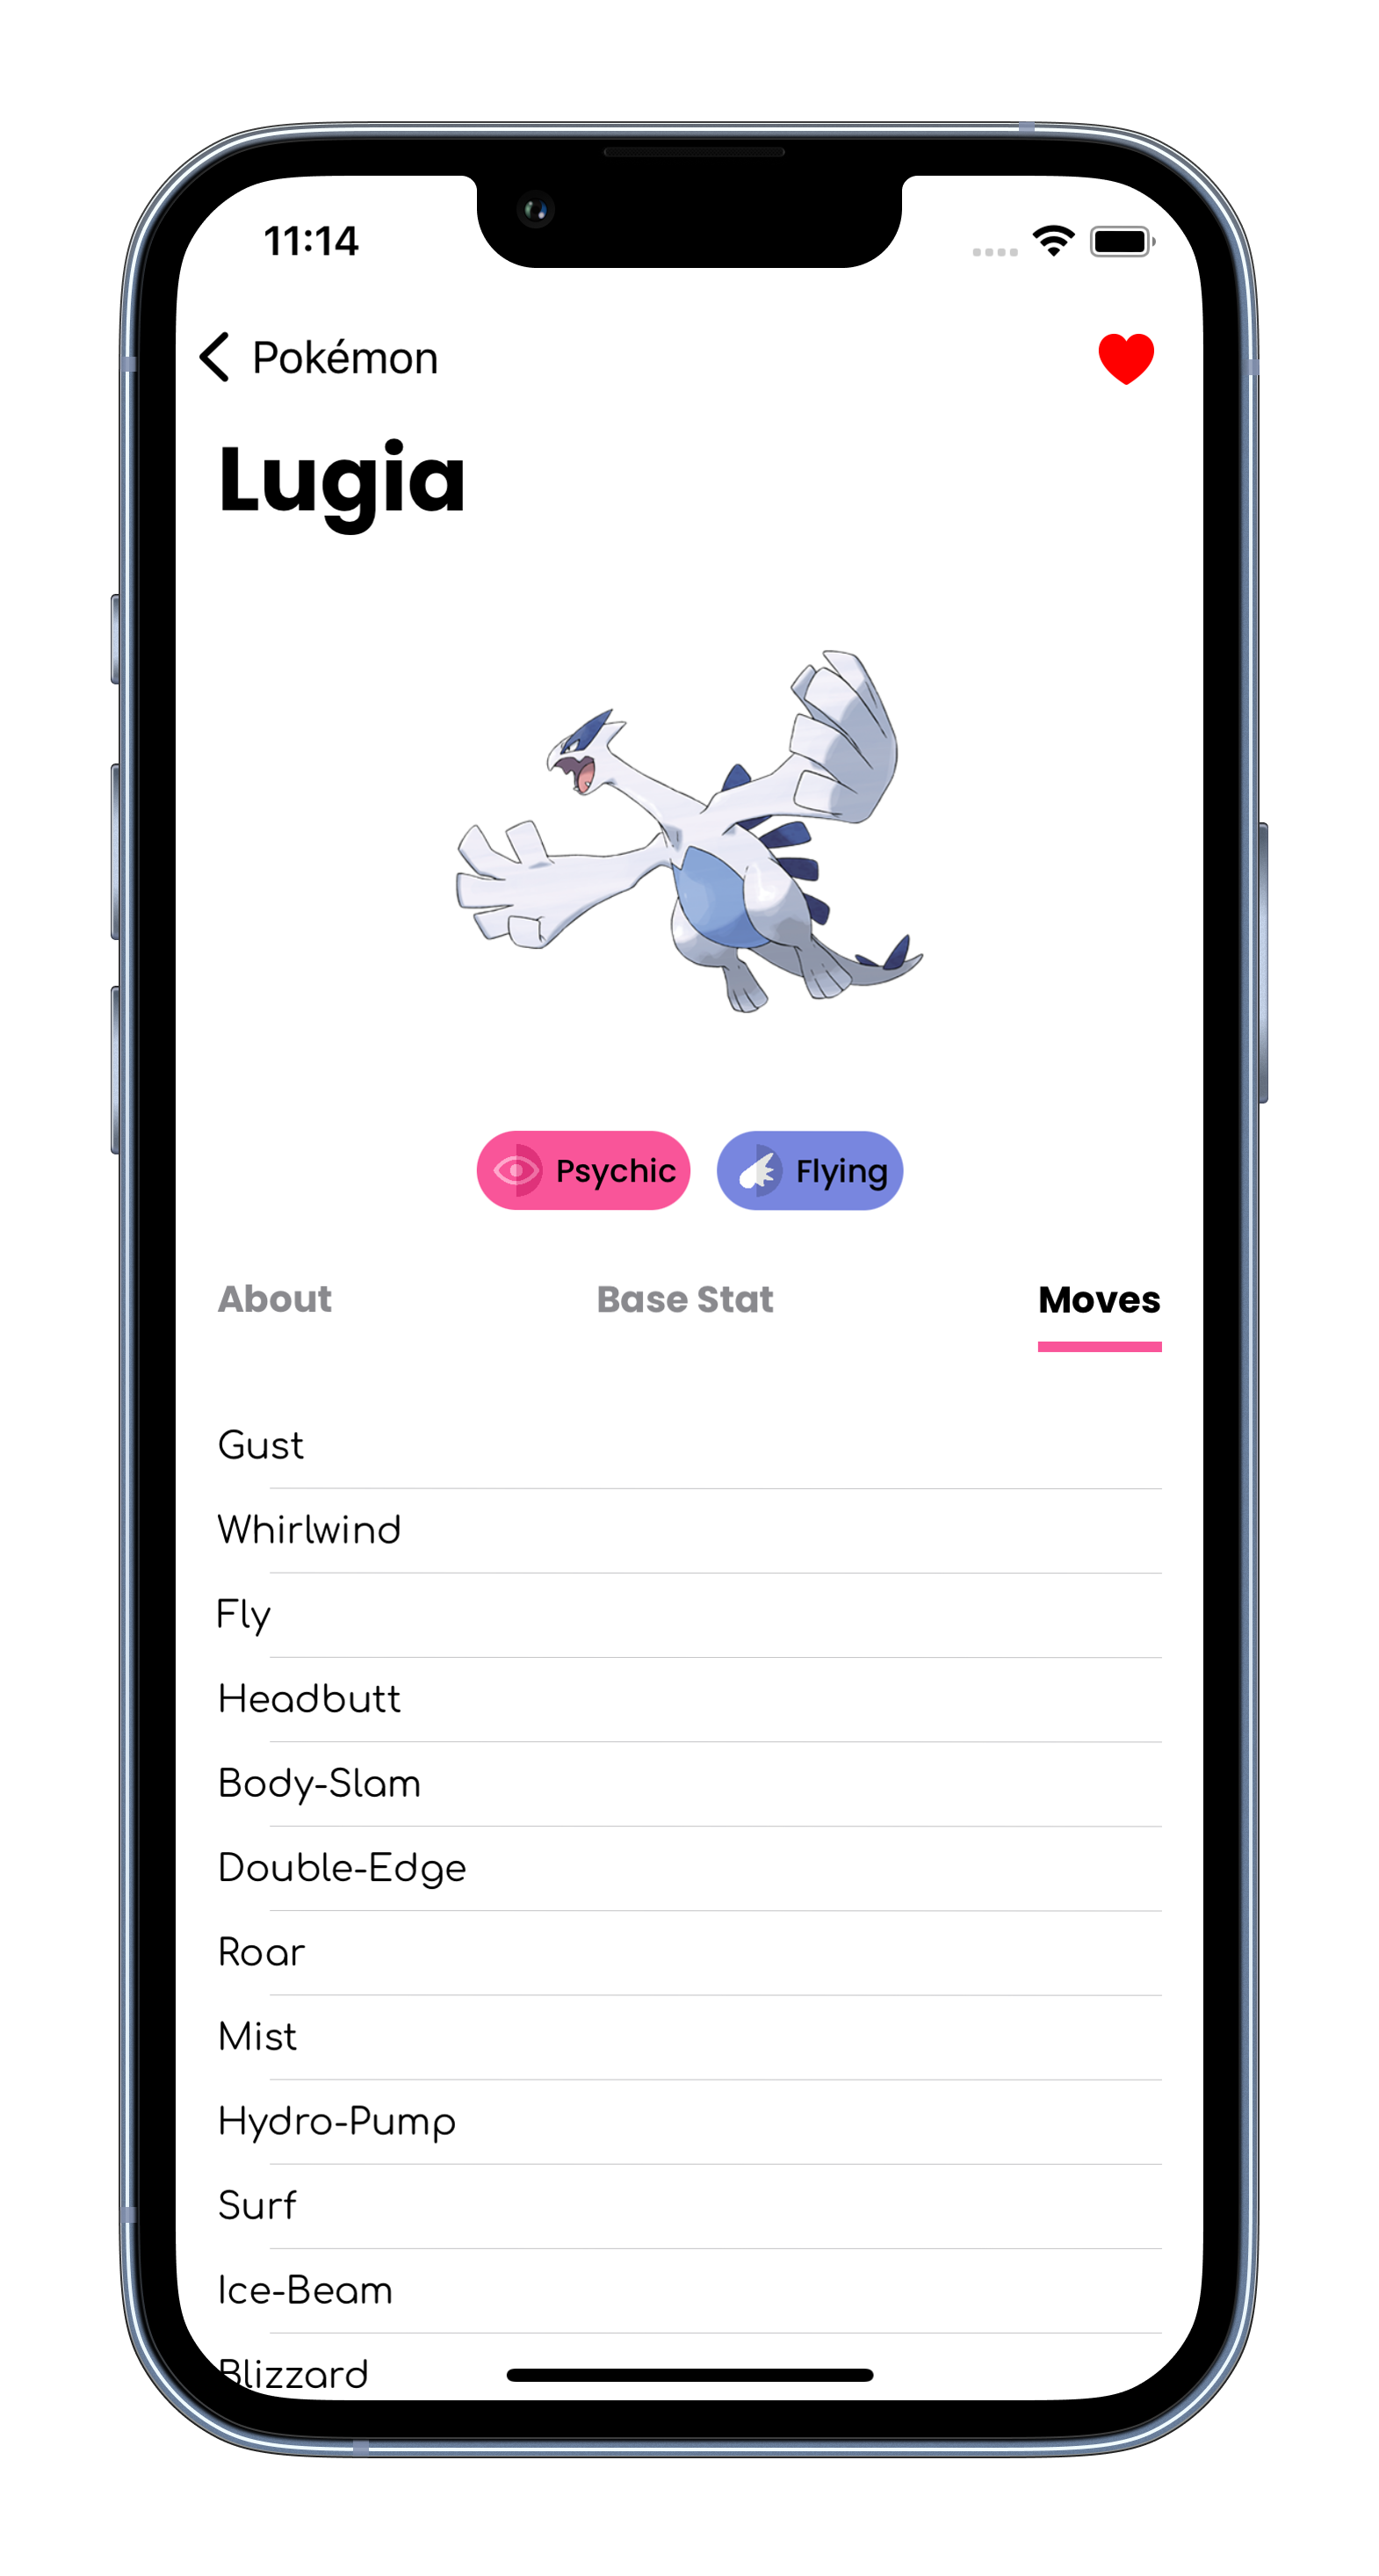 11:14
Pokémon
Lugia
Psychic Flying
About Base Stat Moves
Gust
Whirlwind
Fly
Headbutt
Body-Slam
Double-Edge
Roar
Mist
Hydro-Pump
Surf
Ice-Beam
Blizzard